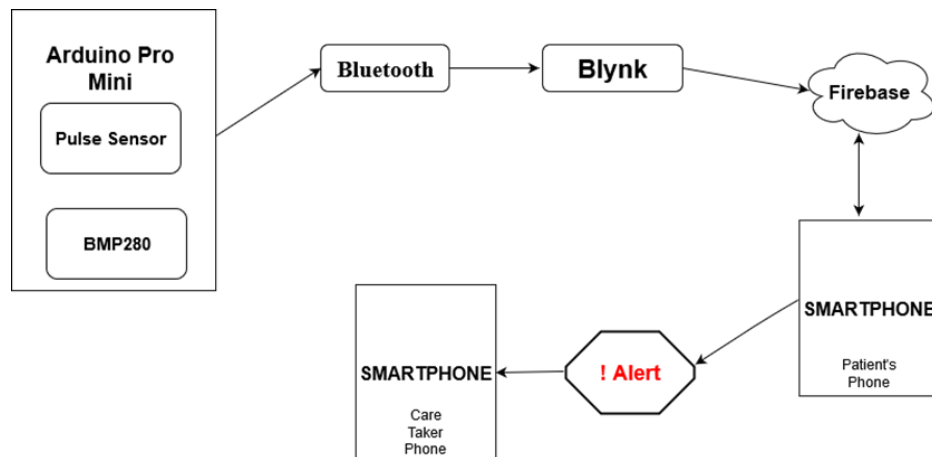 Arduino Pro
Mini
Pulse Sensor
BMP280
Bluetooth
Blynk
Firebase
SMARTPHONE
Patient's
Phone
! Alert
SMARTPHONE
Care
Taker
Phone